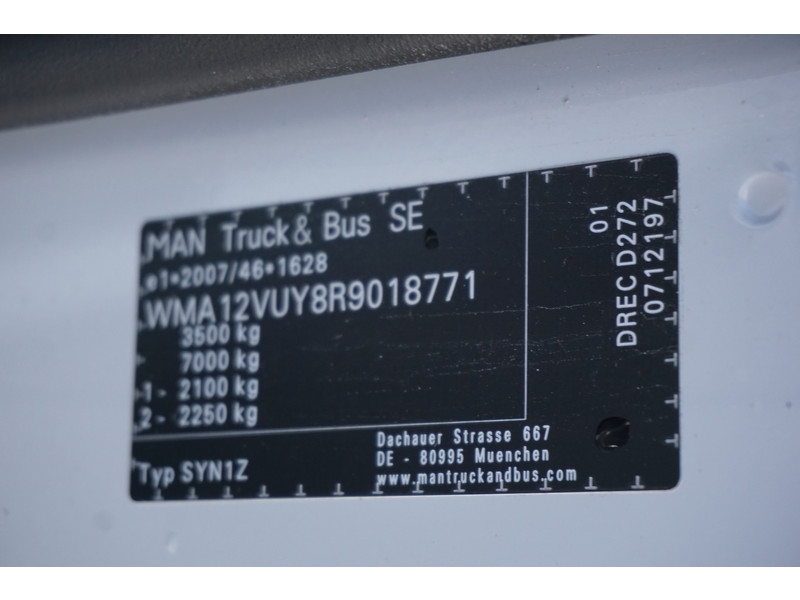 MAN Truck & Bus SE
e1*2007/46*1628
WMA12VUY8R9018771
3500 kg
7000 kg
1- 2100 kg
2- 2250 kg
Typ SYN1Z
Dachauer Strasse 667
DE - 80995 Muenchen
www.mantruckandbus.com
01
DREC D272
0712197